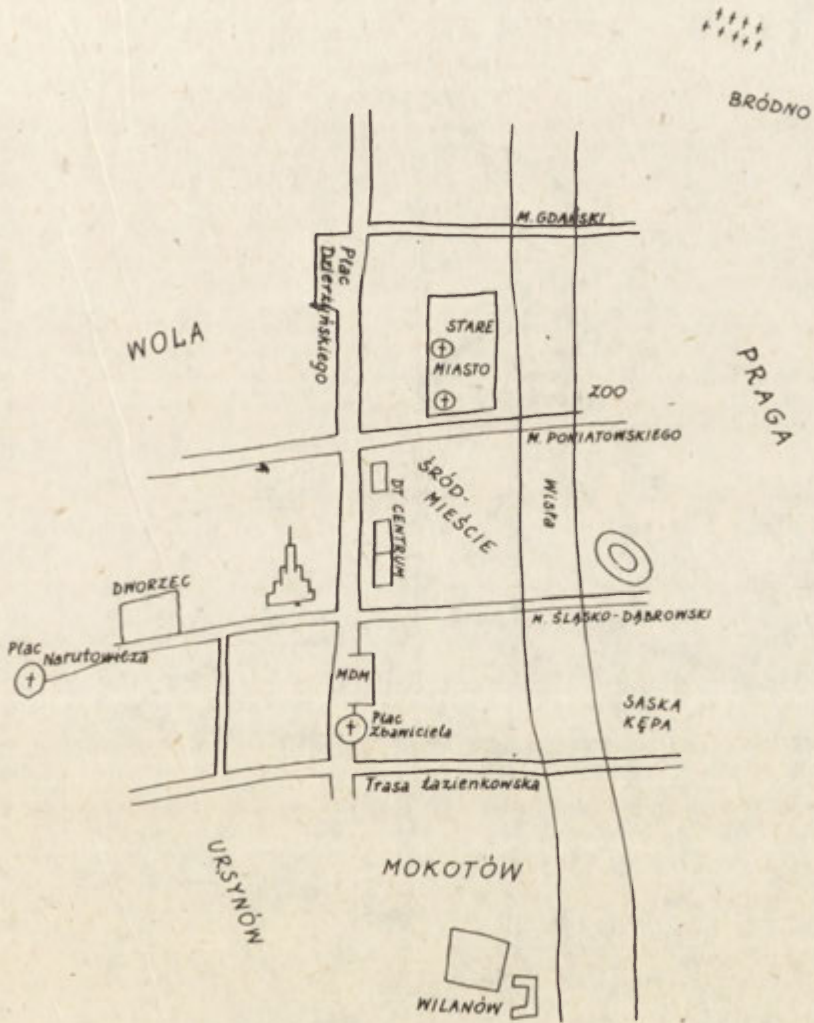 BRÓDNO
M. GDAŃSKI
Plac
Dzierżyńskiego
WOLA
STARE
MIASTO
PRAGA
ZOO
M. PONIATOWSKIEGO
ŚRÓD-
MIEŚCIE
DT CENTRUM
Wisła
DWORZEC
M. ŚLĄSKO-DĄBROWSKI
Plac
Narutowicza
MDM
SASKA
KĘPA
Plac
Zbawiciela
Trasa Łazienkowska
URSYNÓW
MOKOTÓW
WILANÓW